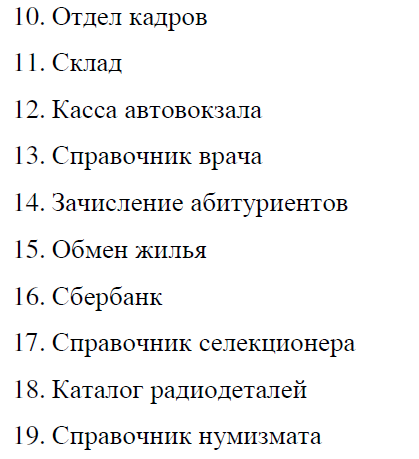 10. Отдел кадров
11. Склад
12. Касса автовокзала
13. Справочник врача
14. Зачисление абитуриентов
15. Обмен жилья
16. Сбербанк
17. Справочник селекционера
18. Каталог радиодеталей
19. Справочник нумизмата